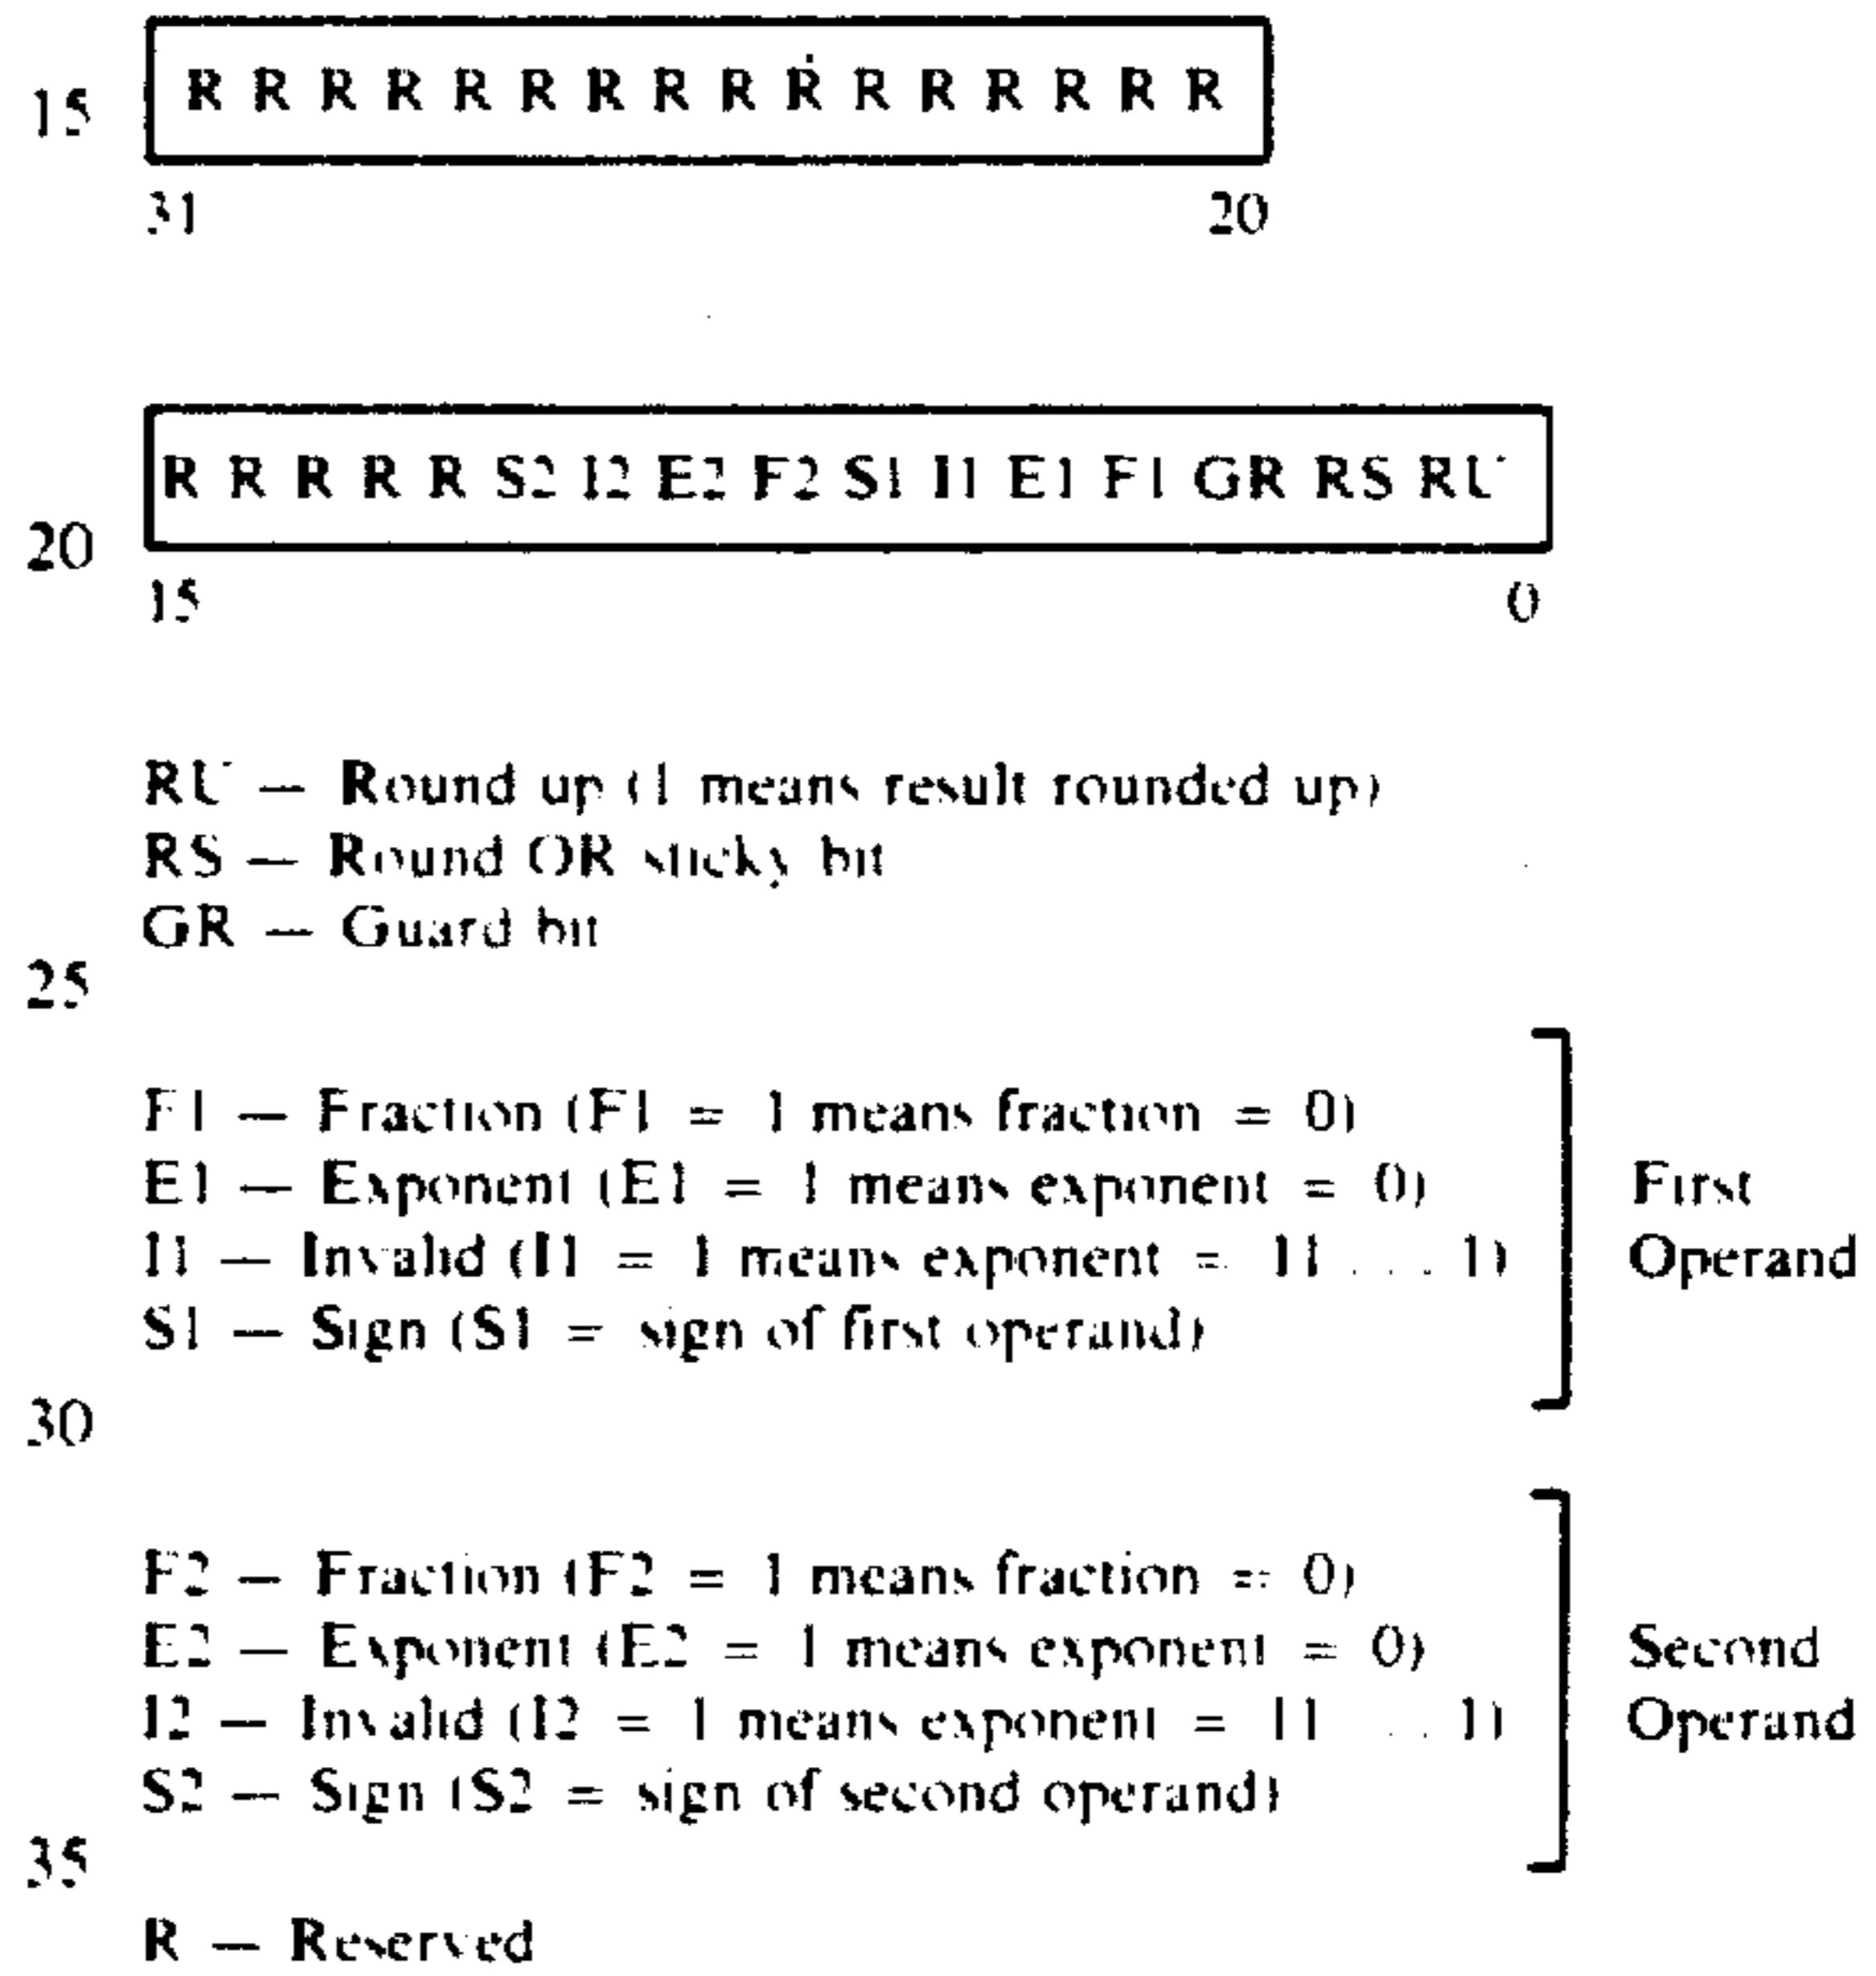 15 R R R R R R R R R R R R R R R R
31 20
R R R R R S2 I2 E2 F2 S1 I1 E1 F1 GR RS RU
20
15 0
RU — Round up (1 means result rounded up)
RS — Round OR sticky bit
GR — Guard bit
25
F1 — Fraction (F1 = 1 means fraction = 0)
E1 — Exponent (E1 = 1 means exponent = 0)
I1 — Invalid (I1 = 1 means exponent = 11 . . . 1)
S1 — Sign (S1 = sign of first operand)
First
Operand
30
F2 — Fraction (F2 = 1 means fraction = 0)
E2 — Exponent (E2 = 1 means exponent = 0)
I2 — Invalid (I2 = 1 means exponent = 11 . . . 1)
S2 — Sign (S2 = sign of second operand)
Second
Operand
35
R — Reserved